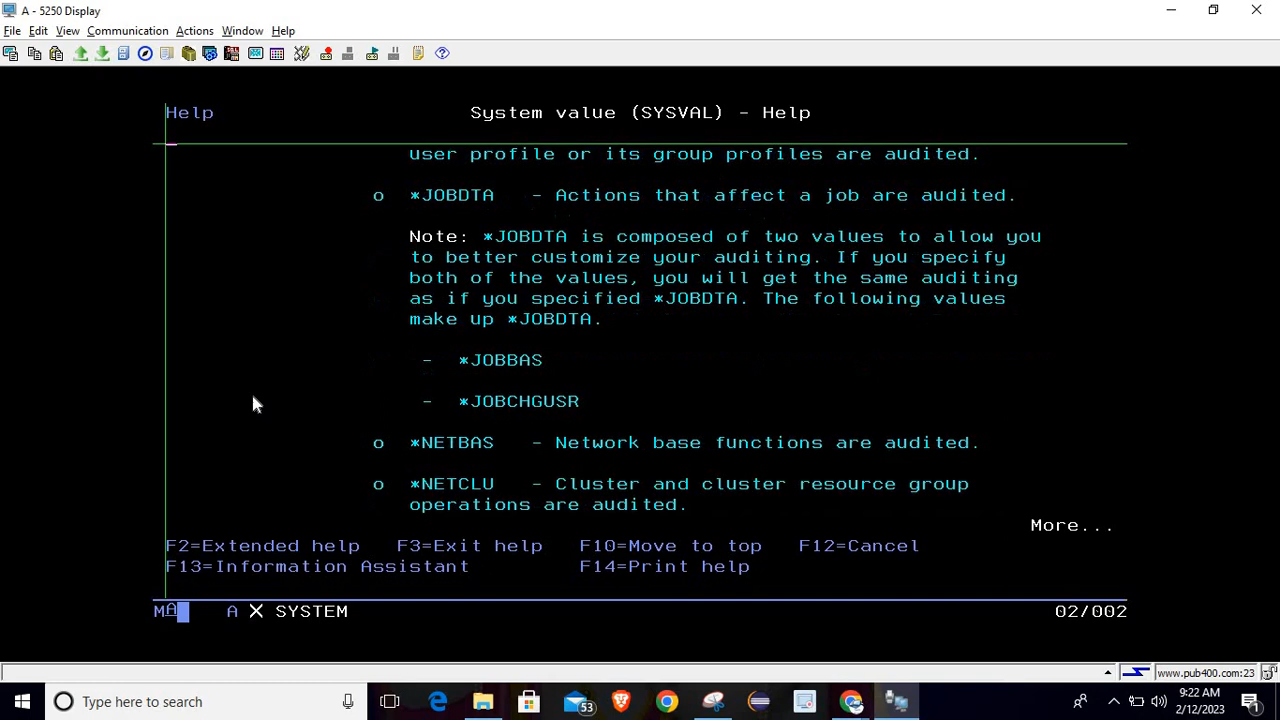 A - 5250 Display
File Edit View Communication Actions Window Help
Help System value (SYSVAL) - Help
user profile or its group profiles are audited.
o *JOBDTA - Actions that affect a job are audited.
Note: *JOBDTA is composed of two values to allow you
to better customize your auditing. If you specify
both of the values, you will get the same auditing
as if you specified *JOBDTA. The following values
make up *JOBDTA.
- *JOBBAS
- *JOBCHGUSR
o *NETBAS - Network base functions are audited.
o *NETCLU - Cluster and cluster resource group
operations are audited.
More...
F2=Extended help F3=Exit help F10=Move to top F12=Cancel
F13=Information Assistant F14=Print help
MA A X SYSTEM 02/002
www.pub400.com:23
Type here to search 53 9:22 AM
2/12/2023 1